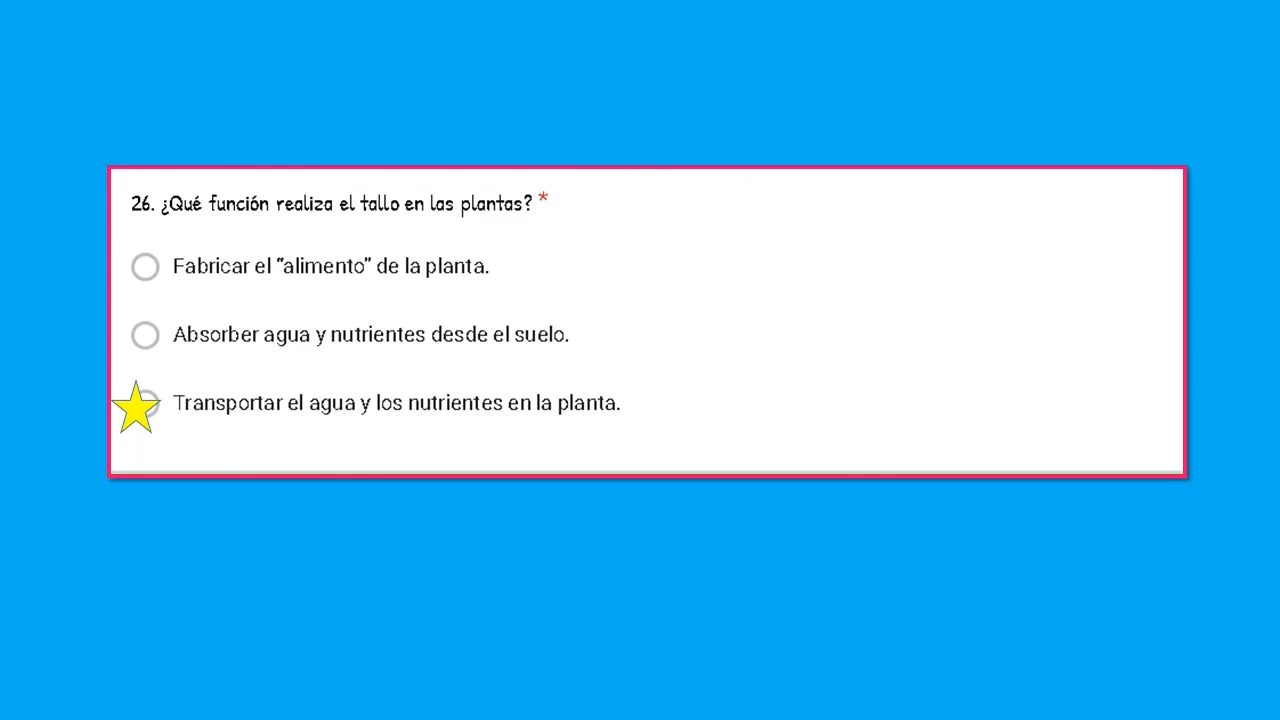 26. ¿Qué función realiza el tallo en las plantas? *
Fabricar el “alimento” de la planta.
Absorber agua y nutrientes desde el suelo.
Transportar el agua y los nutrientes en la planta.